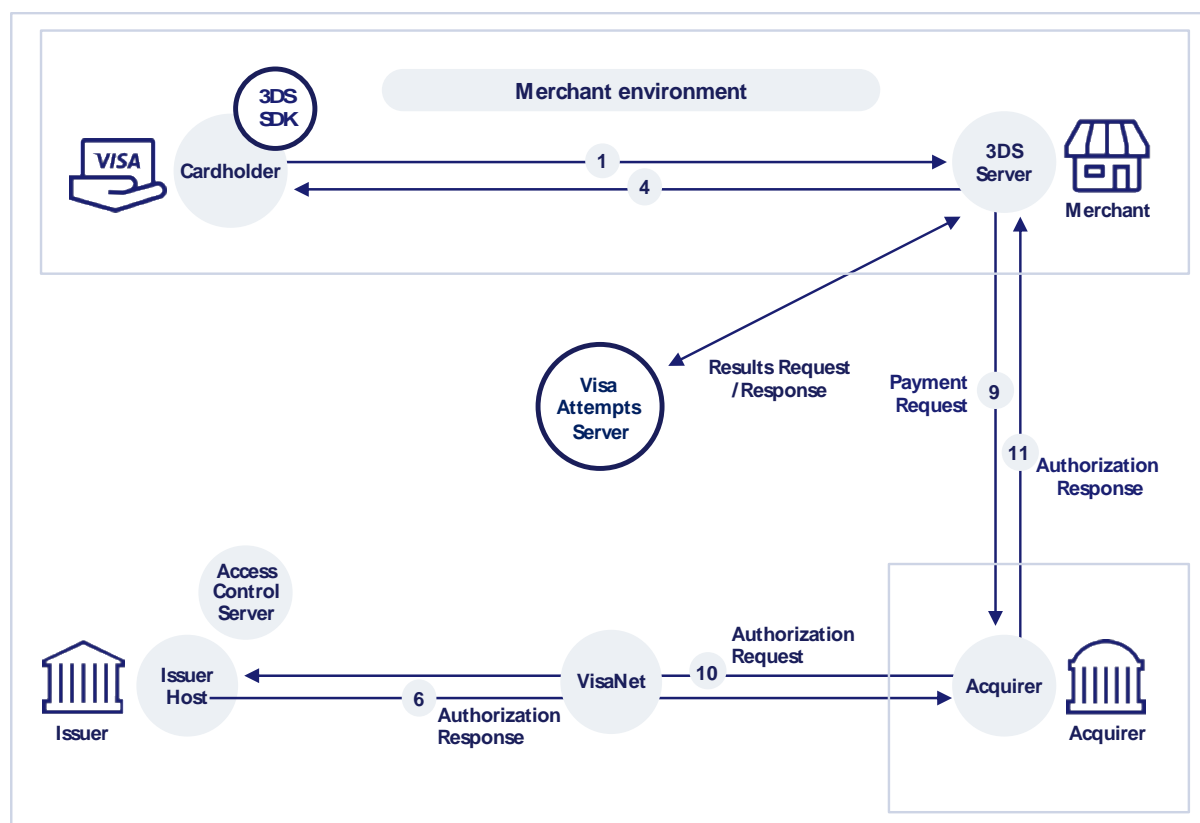 Merchant environment
3DS
SDK
VISA
Cardholder
1
4
3DS
Server
Merchant
Visa
Attempts
Server
Results Request
/ Response
Payment
Request
9
11
Authorization
Response
Access
Control
Server
Issuer
Issuer
Host
6
Authorization
Response
VisaNet
10
Authorization
Request
Acquirer
Acquirer